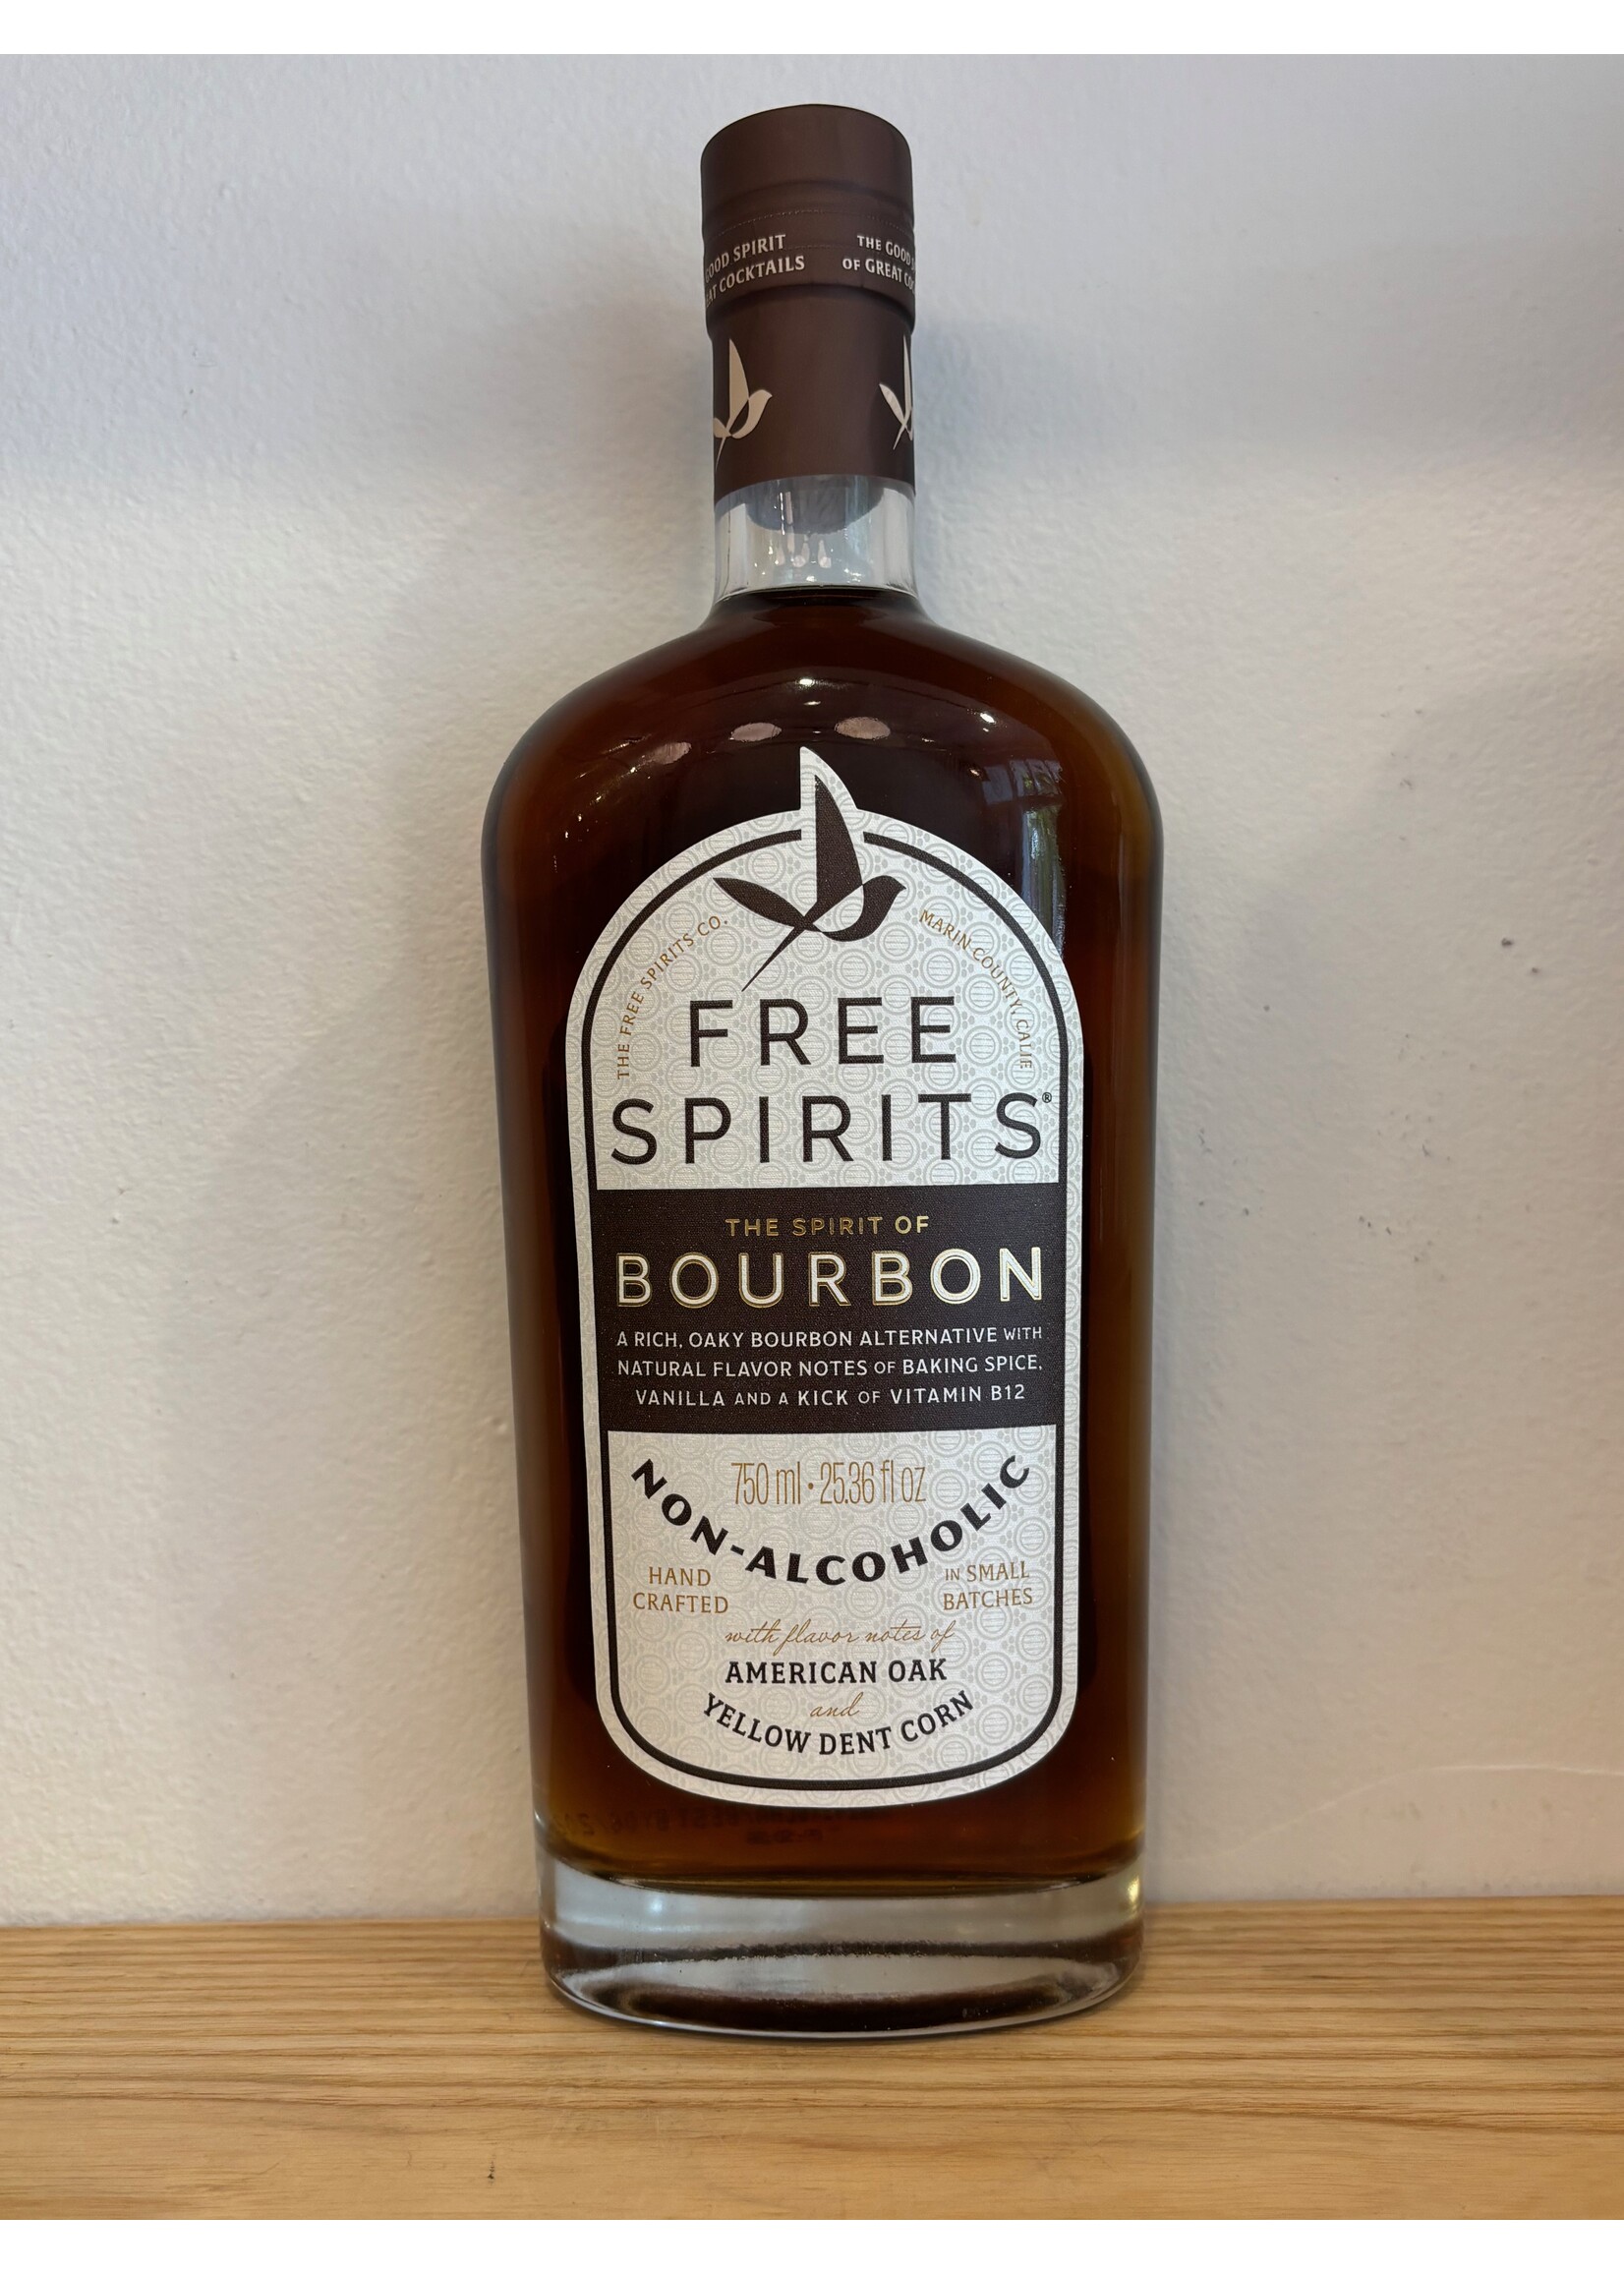 GOOD SPIRIT
COCKTAILS
THE GOOD
OF GREAT
THE FREE SPIRITS CO.
MARIN COUNTY, CALIF.
FREE
SPIRITS®
THE SPIRIT OF
BOURBON
A RICH, OAKY BOURBON ALTERNATIVE WITH
NATURAL FLAVOR NOTES OF BAKING SPICE,
VANILLA AND A KICK OF VITAMIN B12
750 ml • 25.36 fl oz
NON-ALCOHOLIC
HAND
CRAFTED
IN SMALL
BATCHES
with flavor notes of
AMERICAN OAK
and
YELLOW DENT CORN